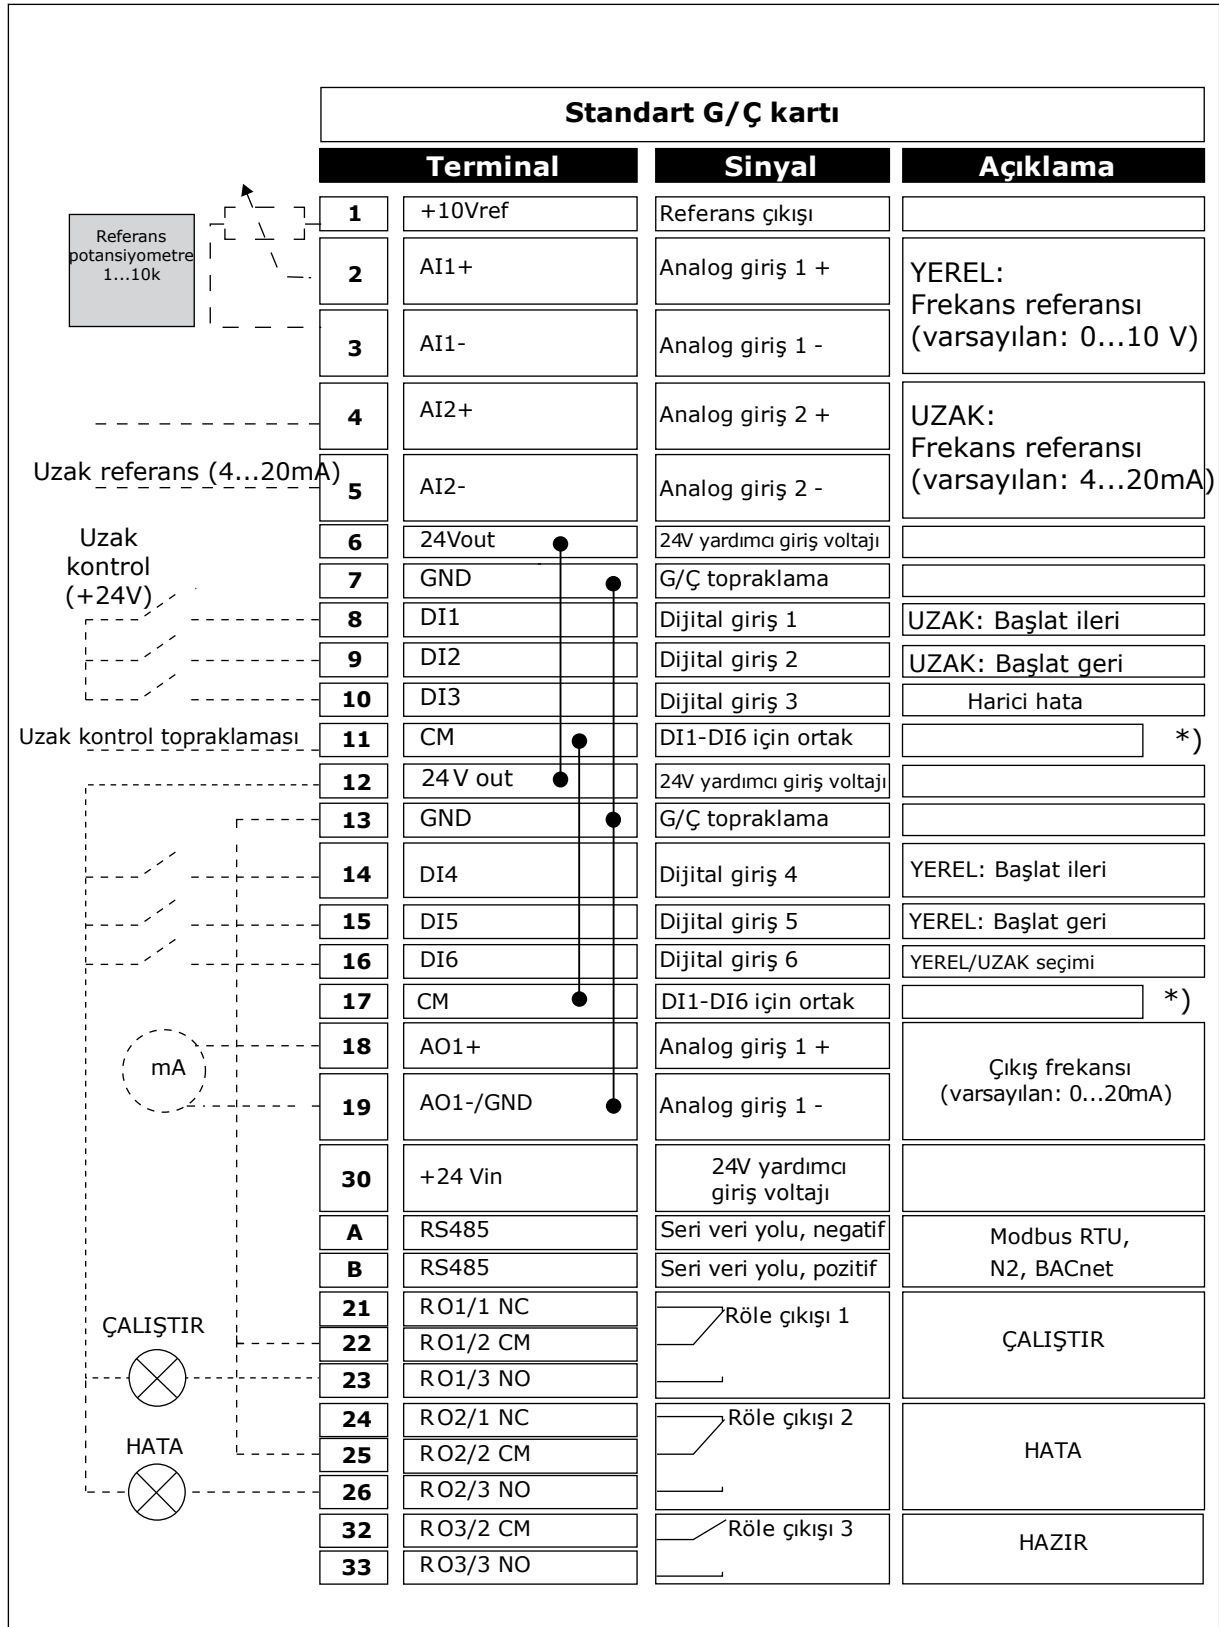 Standart G/Ç kartı
Terminal Sinyal Açıklama
Referans
potansiyometre
1...10k
1 +10Vref Referans çıkışı
2 AI1+ Analog giriş 1 +
YEREL:
Frekans referansı
(varsayılan: 0...10 V)
3 AI1- Analog giriş 1 -
4 AI2+ Analog giriş 2 +
UZAK:
Frekans referansı
(varsayılan: 4...20mA)
Uzak referans (4...20mA)
5 AI2- Analog giriş 2 -
Uzak
kontrol
(+24V)
6 24Vout 24V yardımcı giriş voltajı
7 GND G/Ç topraklama
8 DI1 Dijital giriş 1 UZAK: Başlat ileri
9 DI2 Dijital giriş 2 UZAK: Başlat geri
10 DI3 Dijital giriş 3 Harici hata
Uzak kontrol topraklaması
11 CM DI1-DI6 için ortak *)
12 24V out 24V yardımcı giriş voltajı
13 GND G/Ç topraklama
14 DI4 Dijital giriş 4 YEREL: Başlat ileri
15 DI5 Dijital giriş 5 YEREL: Başlat geri
16 DI6 Dijital giriş 6 YEREL/UZAK seçimi
17 CM DI1-DI6 için ortak *)
mA
18 AO1+ Analog giriş 1 +
Çıkış frekansı
(varsayılan: 0...20mA)
19 AO1-/GND Analog giriş 1 -
30 +24 Vin 24V yardımcı
giriş voltajı
A RS485 Seri veri yolu, negatif
B RS485 Seri veri yolu, pozitif
Modbus RTU,
N2, BACnet
ÇALIŞTIR
21 RO1/1 NC Röle çıkışı 1
22 RO1/2 CM ÇALIŞTIR
23 RO1/3 NO
HATA
24 RO2/1 NC Röle çıkışı 2
25 RO2/2 CM HATA
26 RO2/3 NO
32 RO3/2 CM Röle çıkışı 3
HAZIR
33 RO3/3 NO